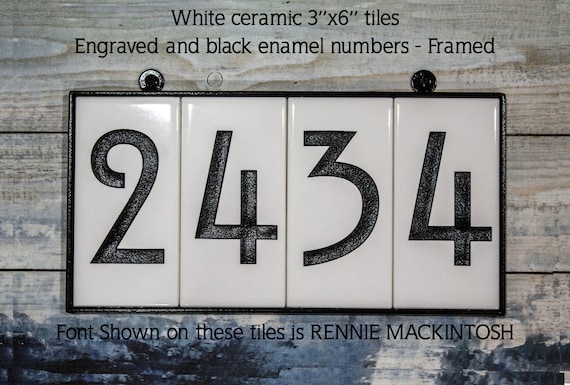 White ceramic 3’’x6’’ tiles
Engraved and black enamel numbers - Framed
2434
Font Shown on these tiles is RENNIE MACKINTOSH